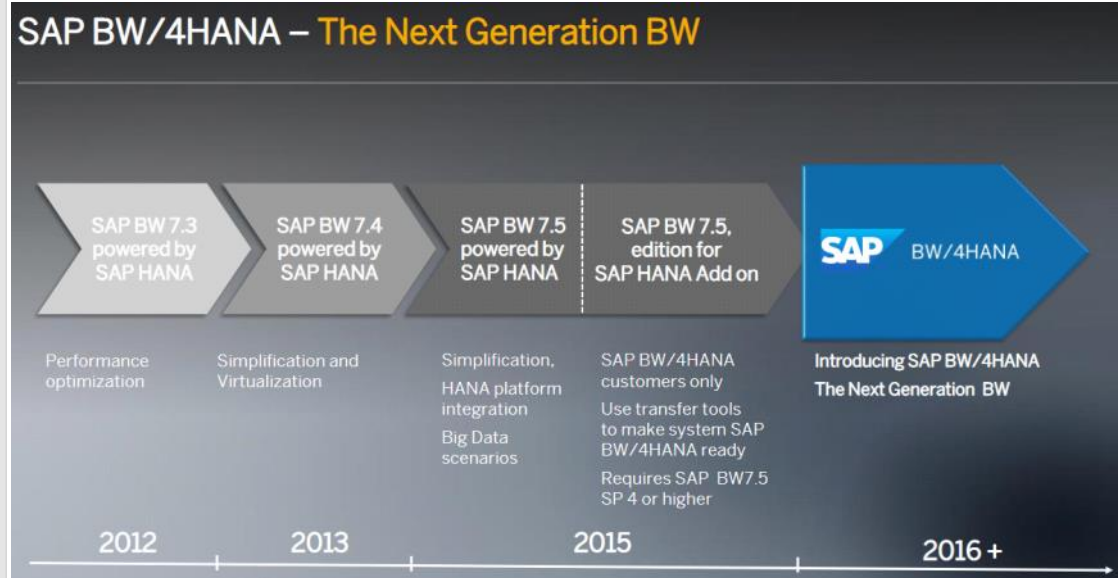 SAP BW/4HANA – The Next Generation BW
SAP BW 7.3
powered by
SAP HANA
SAP BW 7.4
powered by
SAP HANA
SAP BW 7.5
powered by
SAP HANA
SAP BW 7.5,
edition for
SAP HANA Add on
SAP BW/4HANA
Performance
optimization
Simplification and
Virtualization
Simplification,
HANA platform
integration
Big Data
scenarios
SAP BW/4HANA
customers only
Use transfer tools
to make system SAP
BW/4HANA ready
Requires SAP BW7.5
SP 4 or higher
Introducing SAP BW/4HANA
The Next Generation BW
2012
2013
2015
2016 +